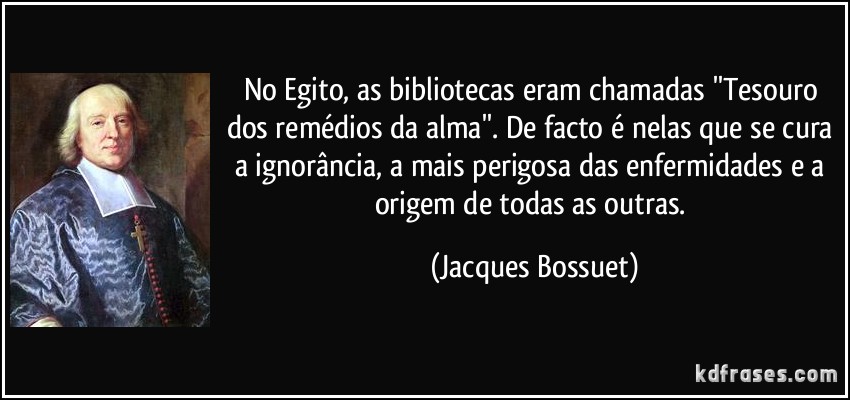 No Egito, as bibliotecas eram chamadas "Tesouro
dos remédios da alma". De facto é nelas que se cura
a ignorância, a mais perigosa das enfermidades e a
origem de todas as outras.
(Jacques Bossuet)
kdfrases.com